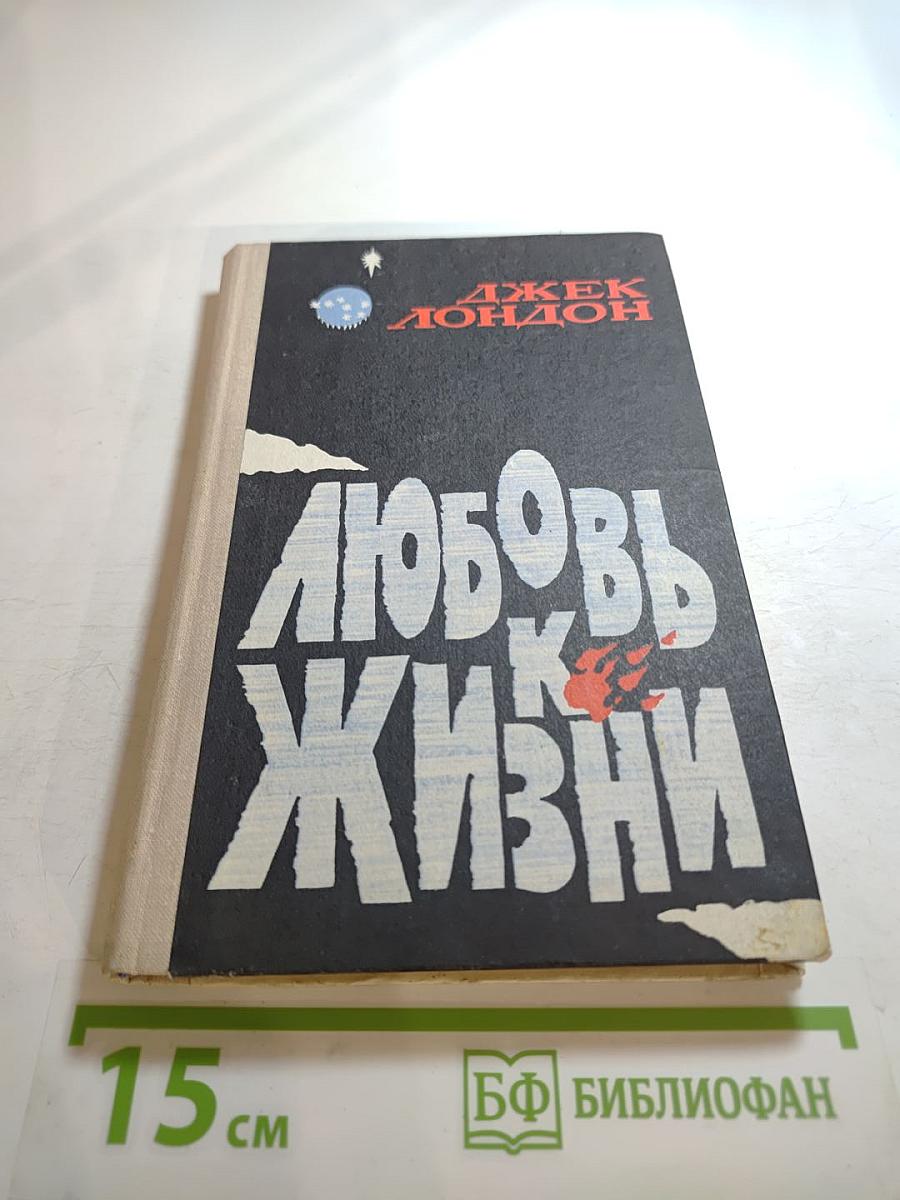 ДЖЕК
ЛОНДОН
ЛЮБОВЬ
К
ЖИЗНИ
15 см
БФ БИБЛИОФАН